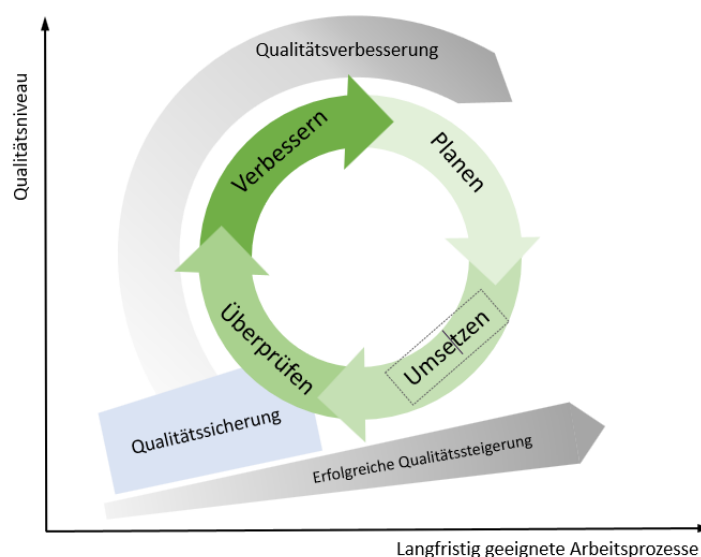 Qualitätsverbesserung
Qualitätsniveau
Verbessern
Planen
Überprüfen
Umsetzen
Qualitätssicherung
Erfolgreiche Qualitätssteigerung
Langfristig geeignete Arbeitsprozesse